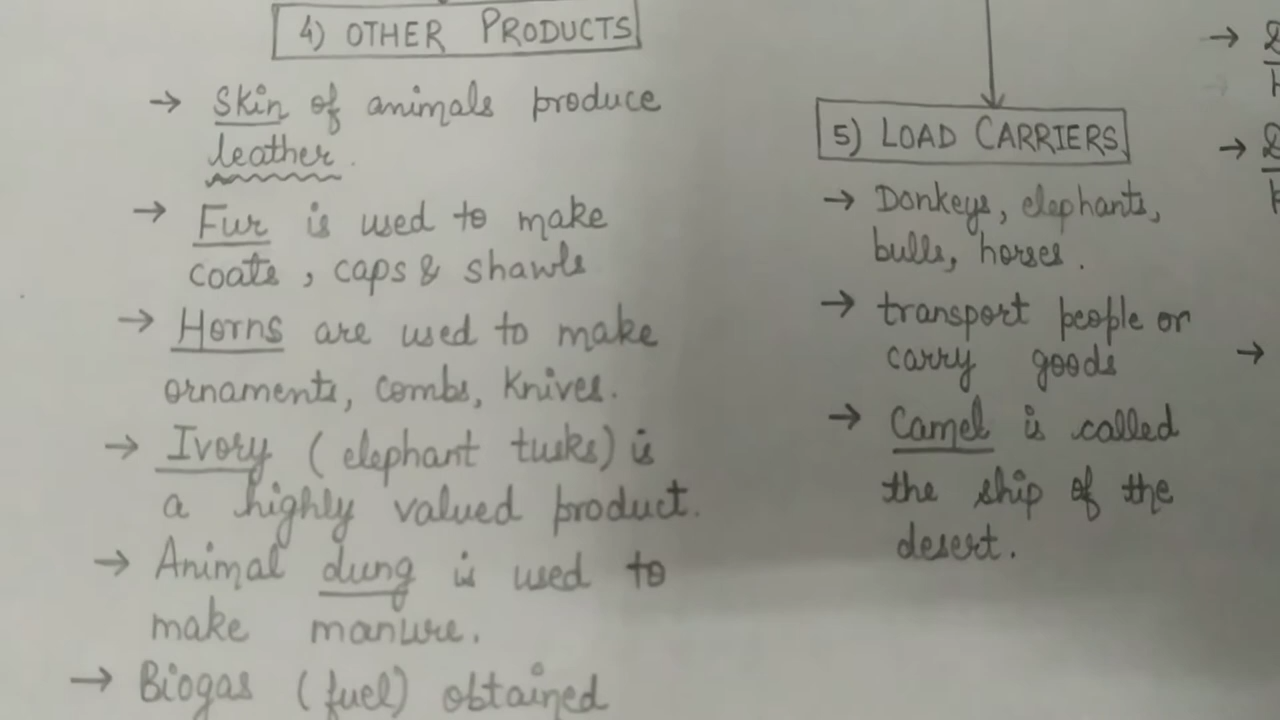 4) OTHER PRODUCTS
→ Skin of animals produce
leather.
→ Fur is used to make
coats, caps & shawls
→ Horns are used to make
ornaments, combs, Knives.
→ Ivory (elephant tusks) is
a highly valued product.
→ Animal dung is used to
make manure.
→ Biogas (fuel) obtained
5) LOAD CARRIERS
→ Donkeys, elephants,
bulls, horses.
→ transport people or
carry goods
→ Camel is called
the ship of the
desert.